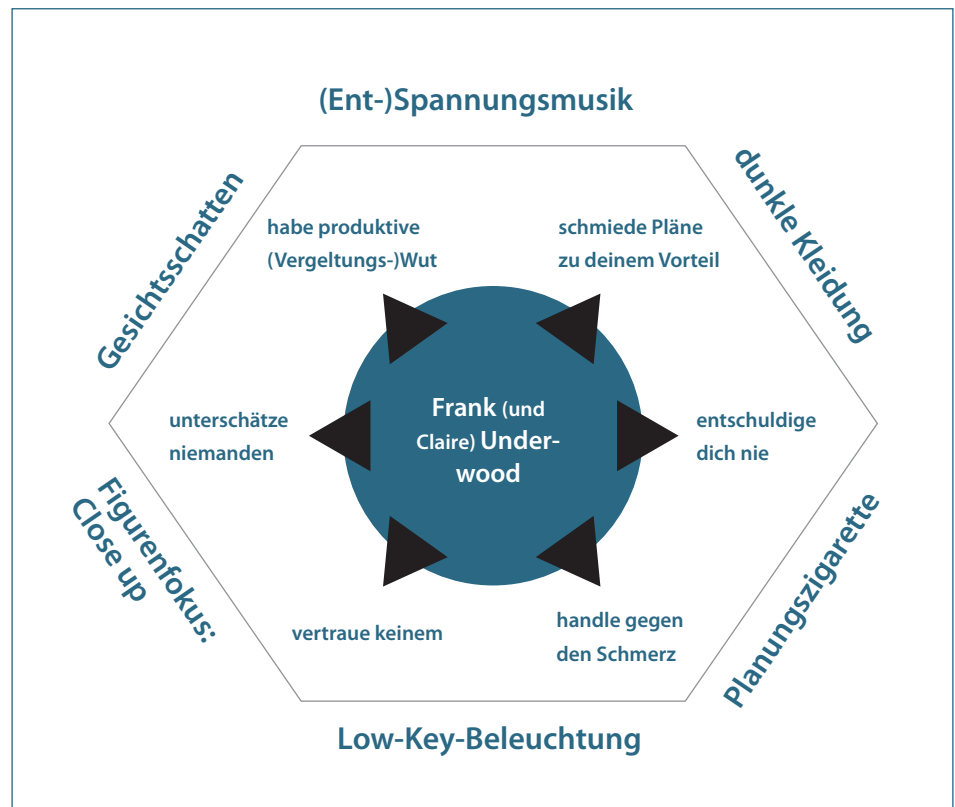 (Ent-)Spannungsmusik
Gesichtsschatten
dunkle Kleidung
habe produktive
(Vergeltungs-)Wut
schmiede Pläne
zu deinem Vorteil
unterschätze
niemanden
Frank (und
Claire) Under-
wood
entschuldige
dich nie
Figurenfokus:
Close up
Planungszigarette
vertraue keinem
handle gegen
den Schmerz
Low-Key-Beleuchtung